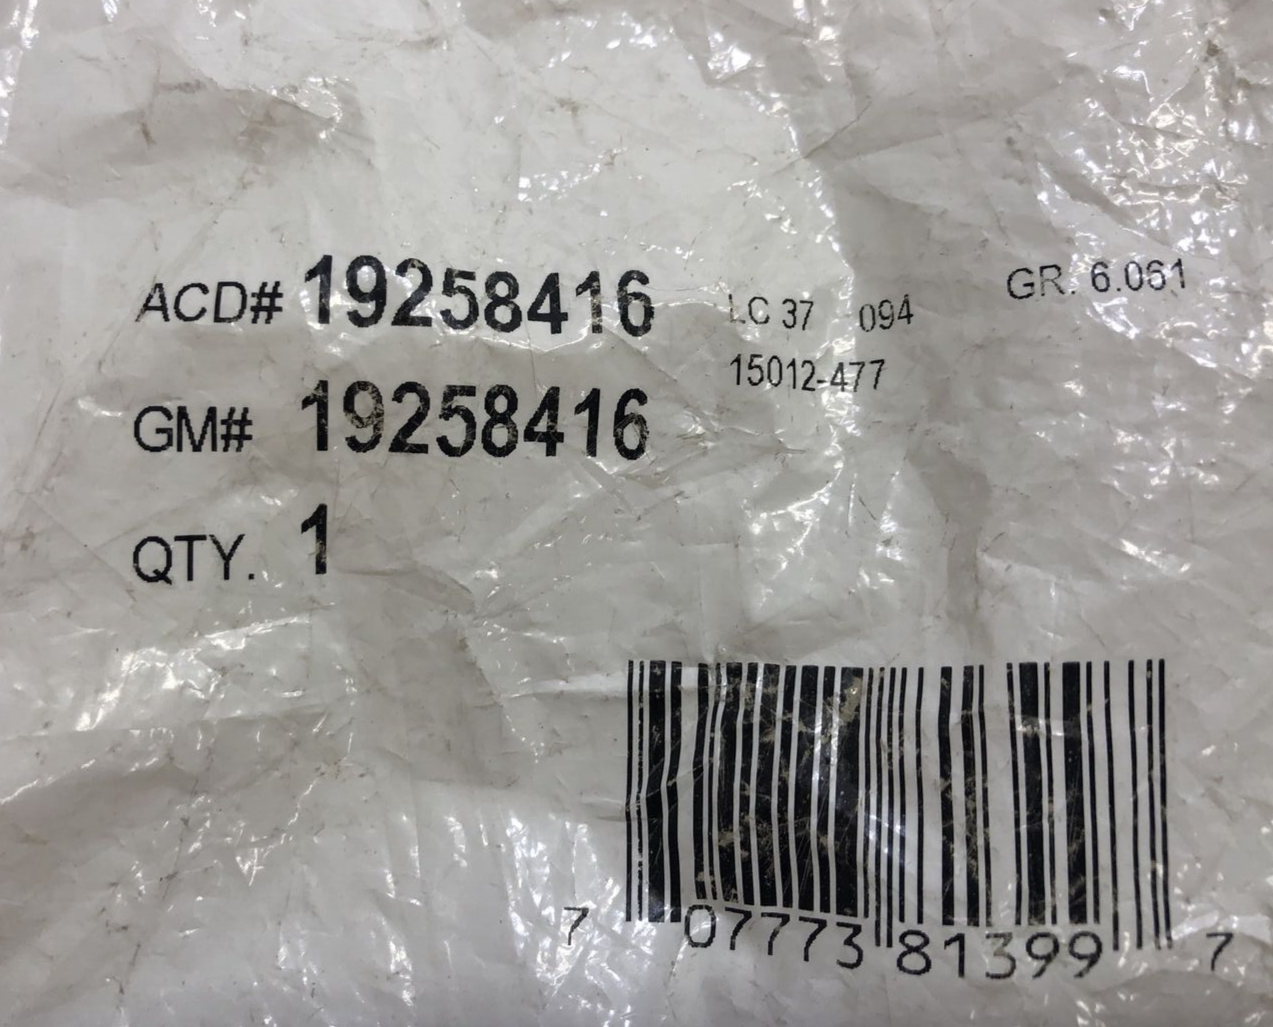 ACD# 19258416 LC 37 094 GR. 6.061
GM# 19258416 15012-477
QTY. 1
7 07773 81399 7